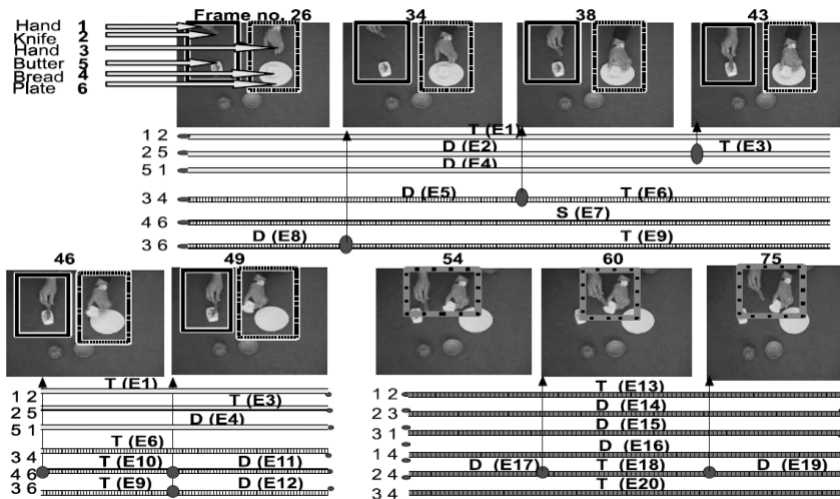 Frame no. 26 34 38 43
Hand 1
Knife 2
Hand 3
Butter 5
Bread 4
Plate 6
1 2 T (E1)
2 5 D (E2) T (E3)
5 1 D (E4)
3 4 D (E5) T (E6)
4 6 S (E7)
3 6 D (E8) T (E9)
46 49 54 60 75
T (E1)
1 2 T (E3)
2 5 D (E4)
5 1
T (E6)
3 4 T (E10) D (E11)
4 6 T (E9) D (E12)
3 6
T (E13)
1 2 D (E14)
2 3 D (E15)
3 1 D (E16)
1 4 D (E17) T (E18) D (E19)
2 4 T (E20)
3 4